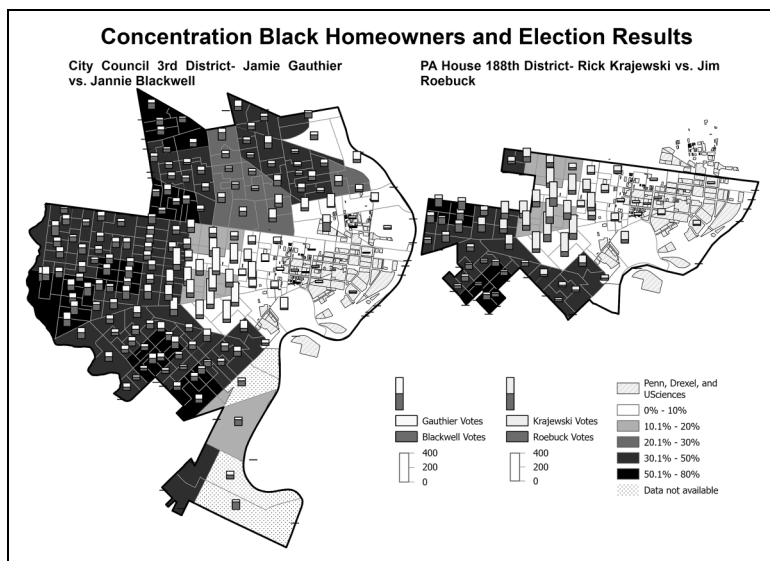 Concentration Black Homeowners and Election Results
City Council 3rd District- Jamie Gauthier
vs. Jannie Blackwell
PA House 188th District- Rick Krajewski vs. Jim
Roebuck
Gauthier Votes
Blackwell Votes
400
200
0
Krajewski Votes
Roebuck Votes
400
200
0
Penn, Drexel, and
USciences
0% - 10%
10.1% - 20%
20.1% - 30%
30.1% - 50%
50.1% - 80%
Data not available